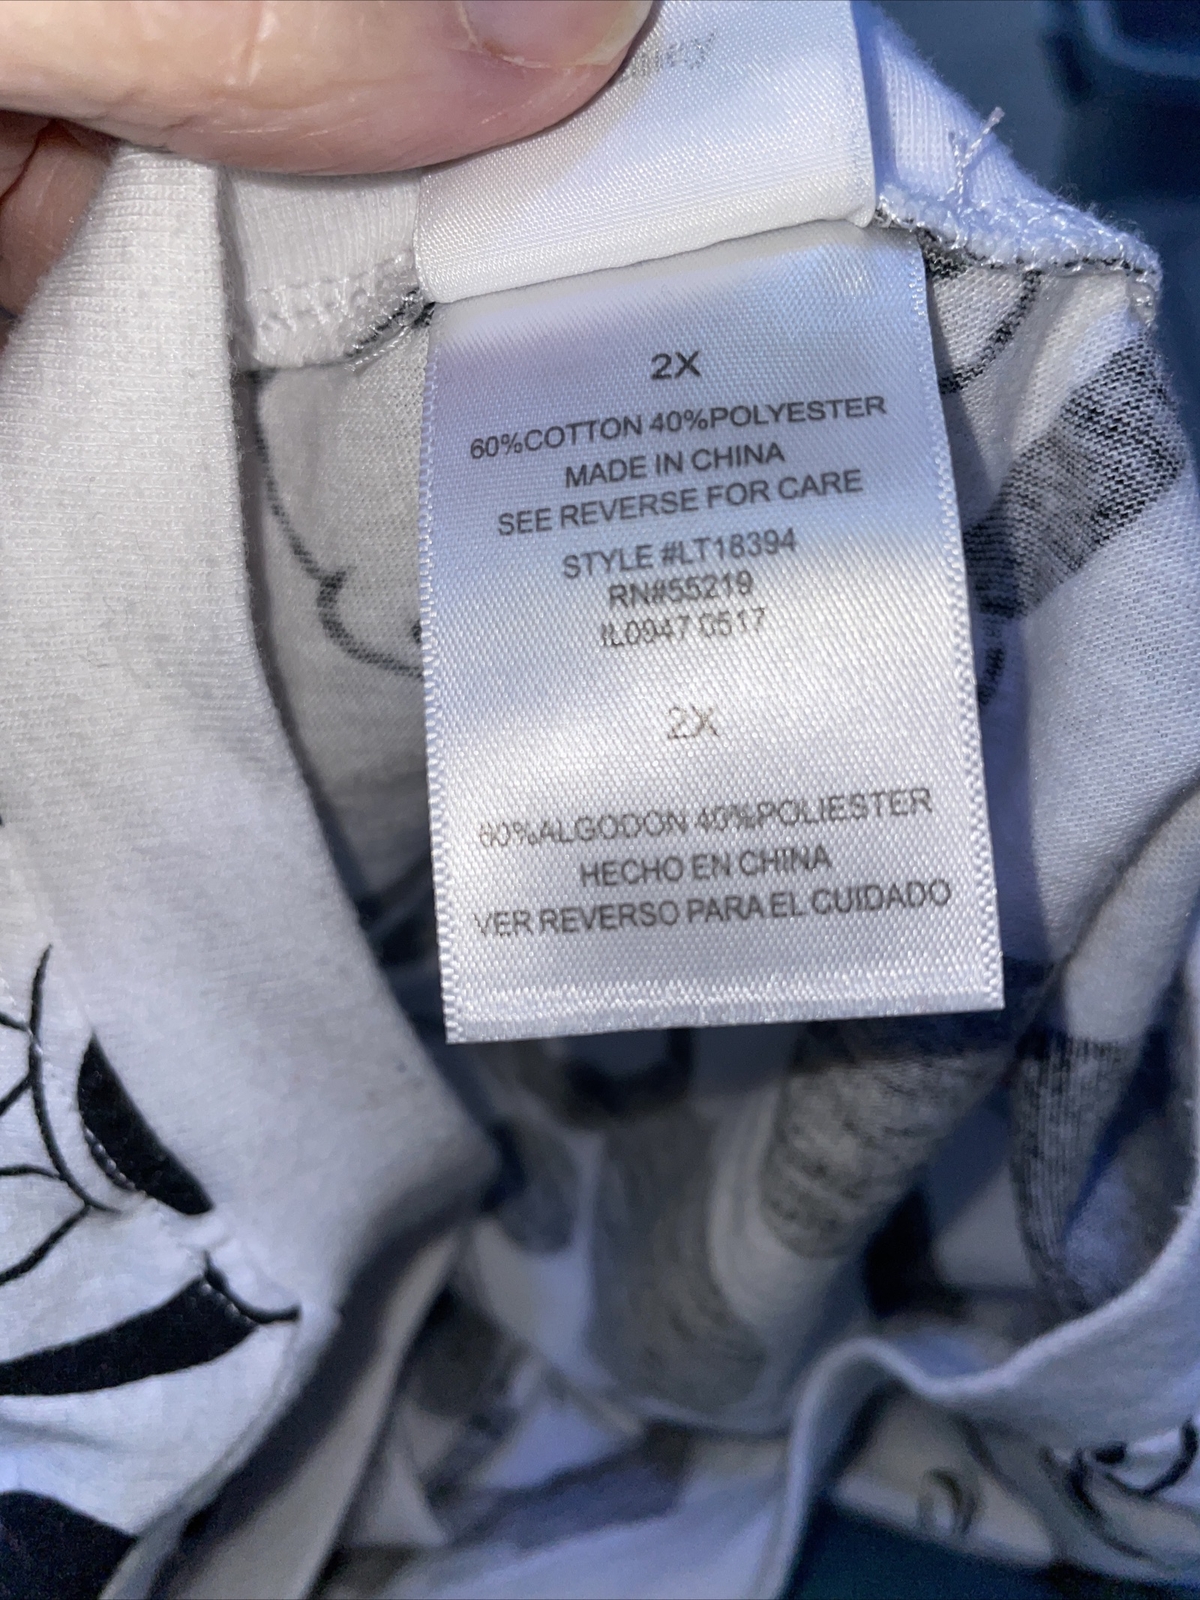 2X
60%COTTON 40%POLYESTER
MADE IN CHINA
SEE REVERSE FOR CARE
STYLE #LT18394
RN#55219
IL0947 0517
2X
60%ALGODON 40%POLIESTER
HECHO EN CHINA
VER REVERSO PARA EL CUIDADO